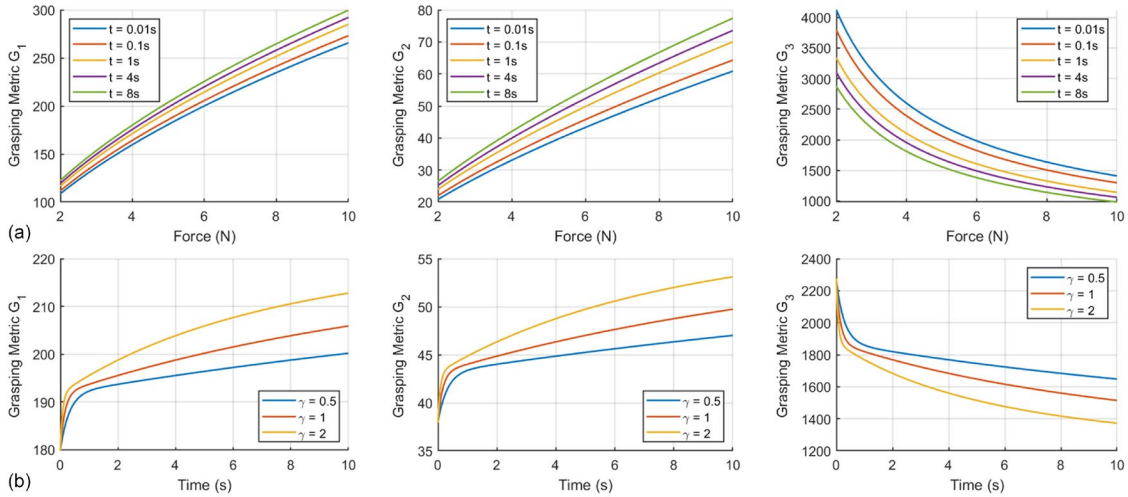 Grasping Metric G1
300
250
200
150
100
t = 0.01s
t = 0.1s
t = 1s
t = 4s
t = 8s
2 4 6 8 10
Force (N)
Grasping Metric G2
80
70
60
50
40
30
20
t = 0.01s
t = 0.1s
t = 1s
t = 4s
t = 8s
2 4 6 8 10
Force (N)
Grasping Metric G3
4000
3500
3000
2500
2000
1500
1000
t = 0.01s
t = 0.1s
t = 1s
t = 4s
t = 8s
2 4 6 8 10
Force (N)
(a)
Grasping Metric G1
220
210
200
190
180
γ = 0.5
γ = 1
γ = 2
0 2 4 6 8 10
Time (s)
Grasping Metric G2
55
51
47
43
39
35
γ = 0.5
γ = 1
γ = 2
0 2 4 6 8 10
Time (s)
Grasping Metric G3
2400
2200
2000
1800
1600
1400
1200
γ = 0.5
γ = 1
γ = 2
0 2 4 6 8 10
Time (s)
(b)